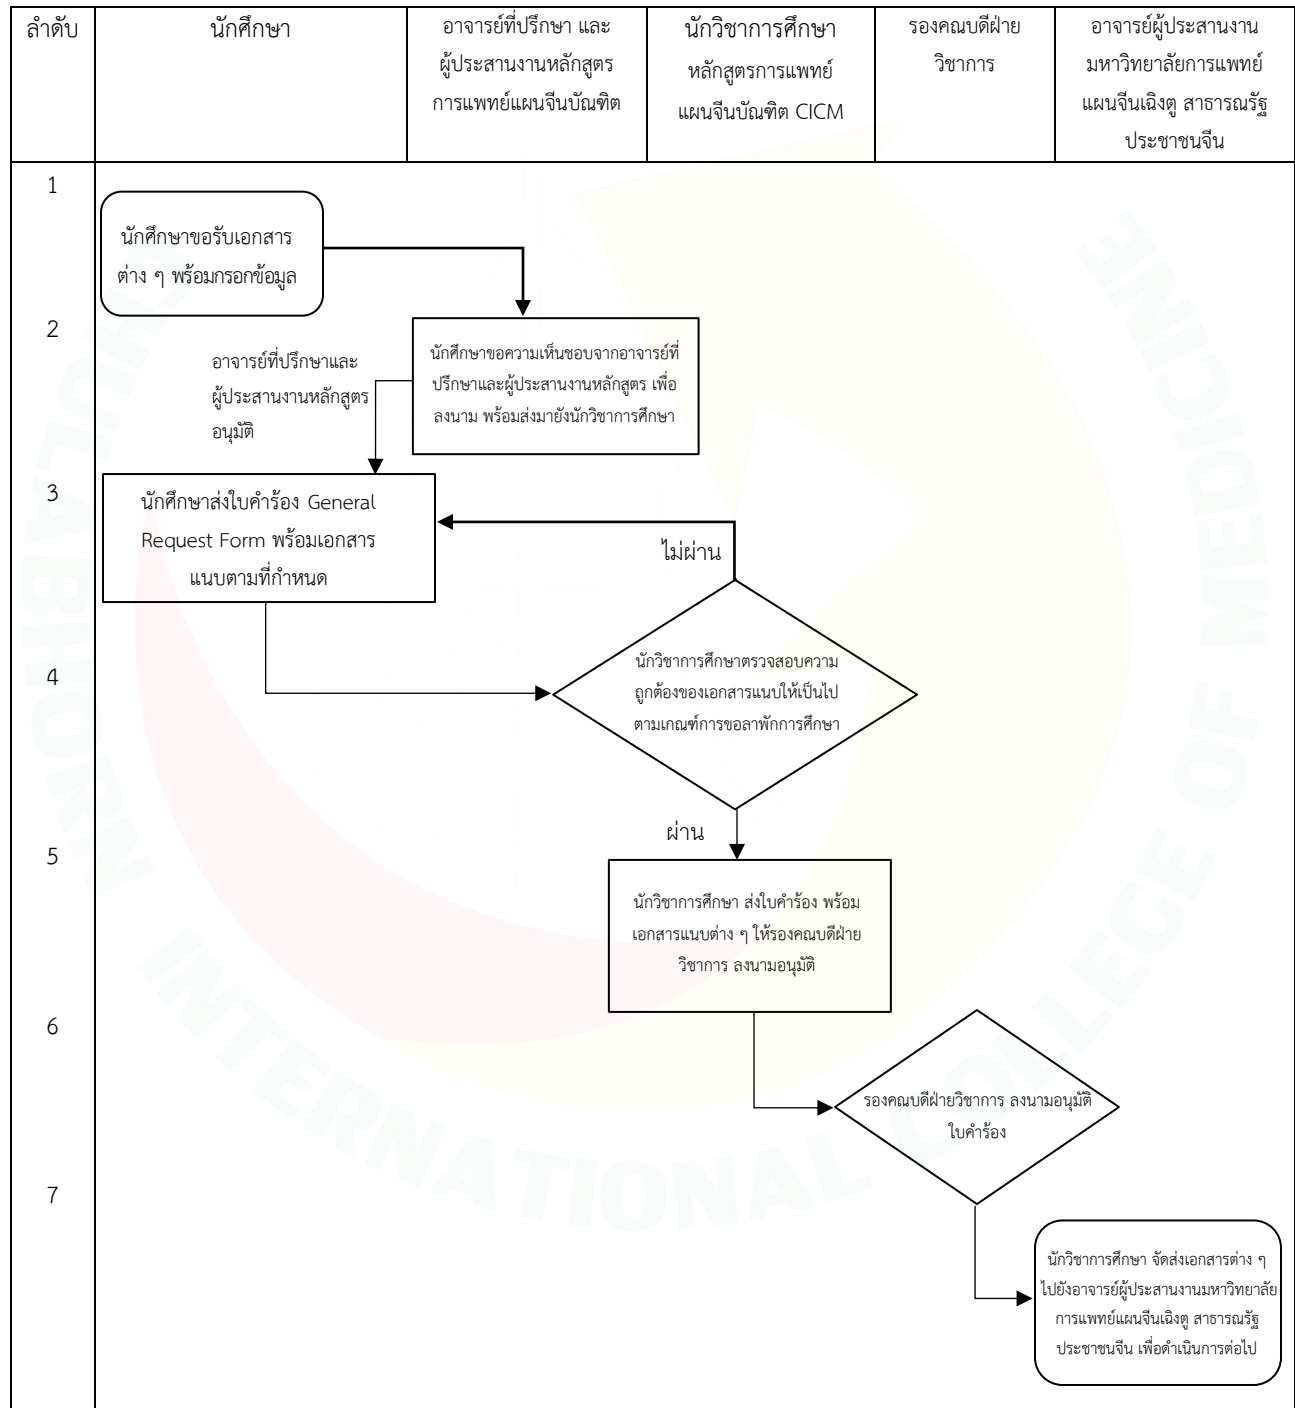 ลำดับ
นักศึกษา
อาจารย์ที่ปรึกษา และ
ผู้ประสานงานหลักสูตร
การแพทย์แผนจีนบัณฑิต
นักวิชาการศึกษา
หลักสูตรการแพทย์
แผนจีนบัณฑิต CICM
รองคณบดีฝ่าย
วิชาการ
อาจารย์ผู้ประสานงาน
มหาวิทยาลัยการแพทย์
แผนจีนเฉิงตู สาธารณรัฐ
ประชาชนจีน
1
นักศึกษาขอรับเอกสาร
ต่าง ๆ พร้อมกรอกข้อมูล
2
นักศึกษาขอความเห็นชอบจากอาจารย์ที่
ปรึกษาและผู้ประสานงานหลักสูตร เพื่อ
ลงนาม พร้อมส่งมายังนักวิชาการศึกษา
อาจารย์ที่ปรึกษาและ
ผู้ประสานงานหลักสูตร
อนุมัติ
3
นักศึกษาส่งใบคำร้อง General
Request Form พร้อมเอกสาร
แนบตามที่กำหนด
ไม่ผ่าน
4
นักวิชาการศึกษาตรวจสอบความ
ถูกต้องของเอกสารแนบให้เป็นไป
ตามเกณฑ์การขอลาพักการศึกษา
ผ่าน
5
นักวิชาการศึกษา ส่งใบคำร้อง พร้อม
เอกสารแนบต่าง ๆ ให้รองคณบดีฝ่าย
วิชาการ ลงนามอนุมัติ
6
รองคณบดีฝ่ายวิชาการ ลงนามอนุมัติ
ใบคำร้อง
7
นักวิชาการศึกษา จัดส่งเอกสารต่าง ๆ
ไปยังอาจารย์ผู้ประสานงานมหาวิทยาลัย
การแพทย์แผนจีนเฉิงตู สาธารณรัฐ
ประชาชนจีน เพื่อดำเนินการต่อไป
CHULABHORN INTERNATIONAL COLLEGE OF MEDICINE